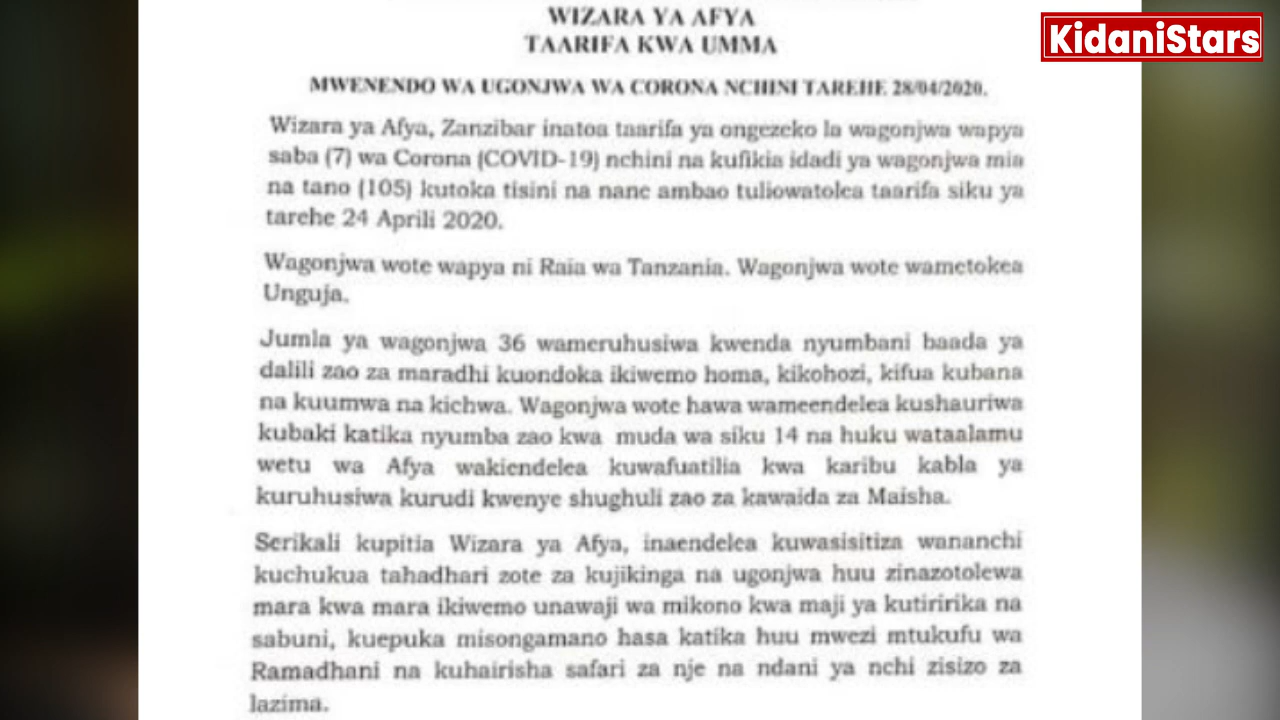 WIZARA YA AFYA
TAARIFA KWA UMMA
KidaniStars
MWENENDO WA UGONJWA WA CORONA NCHINI TAREHE 28/04/2020.
Wizara ya Afya, Zanzibar inatoa taarifa ya ongezeko la wagonjwa wapya
saba (7) wa Corona (COVID-19) nchini na kufikia idadi ya wagonjwa mia
na tano (105) kutoka tisini na nane ambao tuliowatolea taarifa siku ya
tarehe 24 Aprili 2020.
Wagonjwa wote wapya ni Raia wa Tanzania. Wagonjwa wote wametokea
Unguja.
Jumla ya wagonjwa 36 wameruhusiwa kwenda nyumbani baada ya
dalili zao za maradhi kuondoka ikiwemo homa, kikohozi, kifua kubana
na kuumwa na kichwa. Wagonjwa wote hawa wameendelea kushauriwa
kubaki katika nyumba zao kwa muda wa siku 14 na huku wataalamu
wetu wa Afya wakiendelea kuwafuatilia kwa karibu kabla ya
kuruhusiwa kurudi kwenye shughuli zao za kawaida za Maisha.
Serikali kupitia Wizara ya Afya, inaendelea kuwasisitiza wananchi
kuchukua tahadhari zote za kujikinga na ugonjwa huu zinazotolewa
mara kwa mara ikiwemo unawaji wa mikono kwa maji ya kutiririka na
sabuni, kuepuka misongamano hasa katika huu mwezi mtukufu wa
Ramadhani na kuhairisha safari za nje na ndani ya nchi zisizo za
lazima.